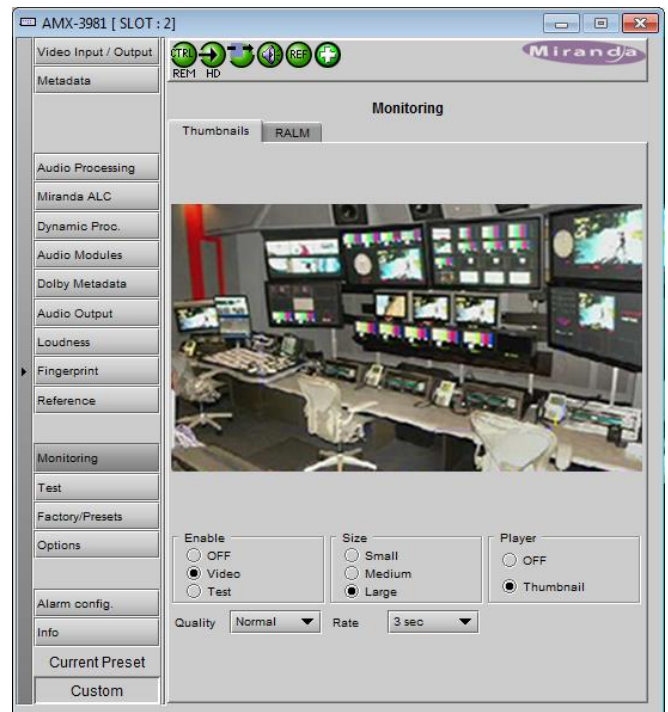 AMX-3981 [ SLOT : 2]
Video Input / Output
Metadata
Audio Processing
Miranda ALC
Dynamic Proc.
Audio Modules
Dolby Metadata
Audio Output
Loudness
Fingerprint
Reference
Monitoring
Test
Factory/Presets
Options
Alarm config.
Info
Current Preset
Custom
CTRL
REF
REM HD
Miranda
Monitoring
Thumbnails RALM
Enable
OFF
Video
Test
Size
Small
Medium
Large
Player
OFF
Thumbnail
Quality Normal Rate 3 sec